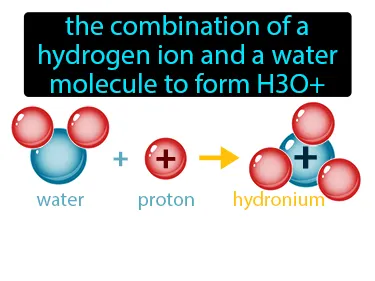 the combination of a
hydrogen ion and a water
molecule to form H3O+
+
+
+
water
proton
hydronium